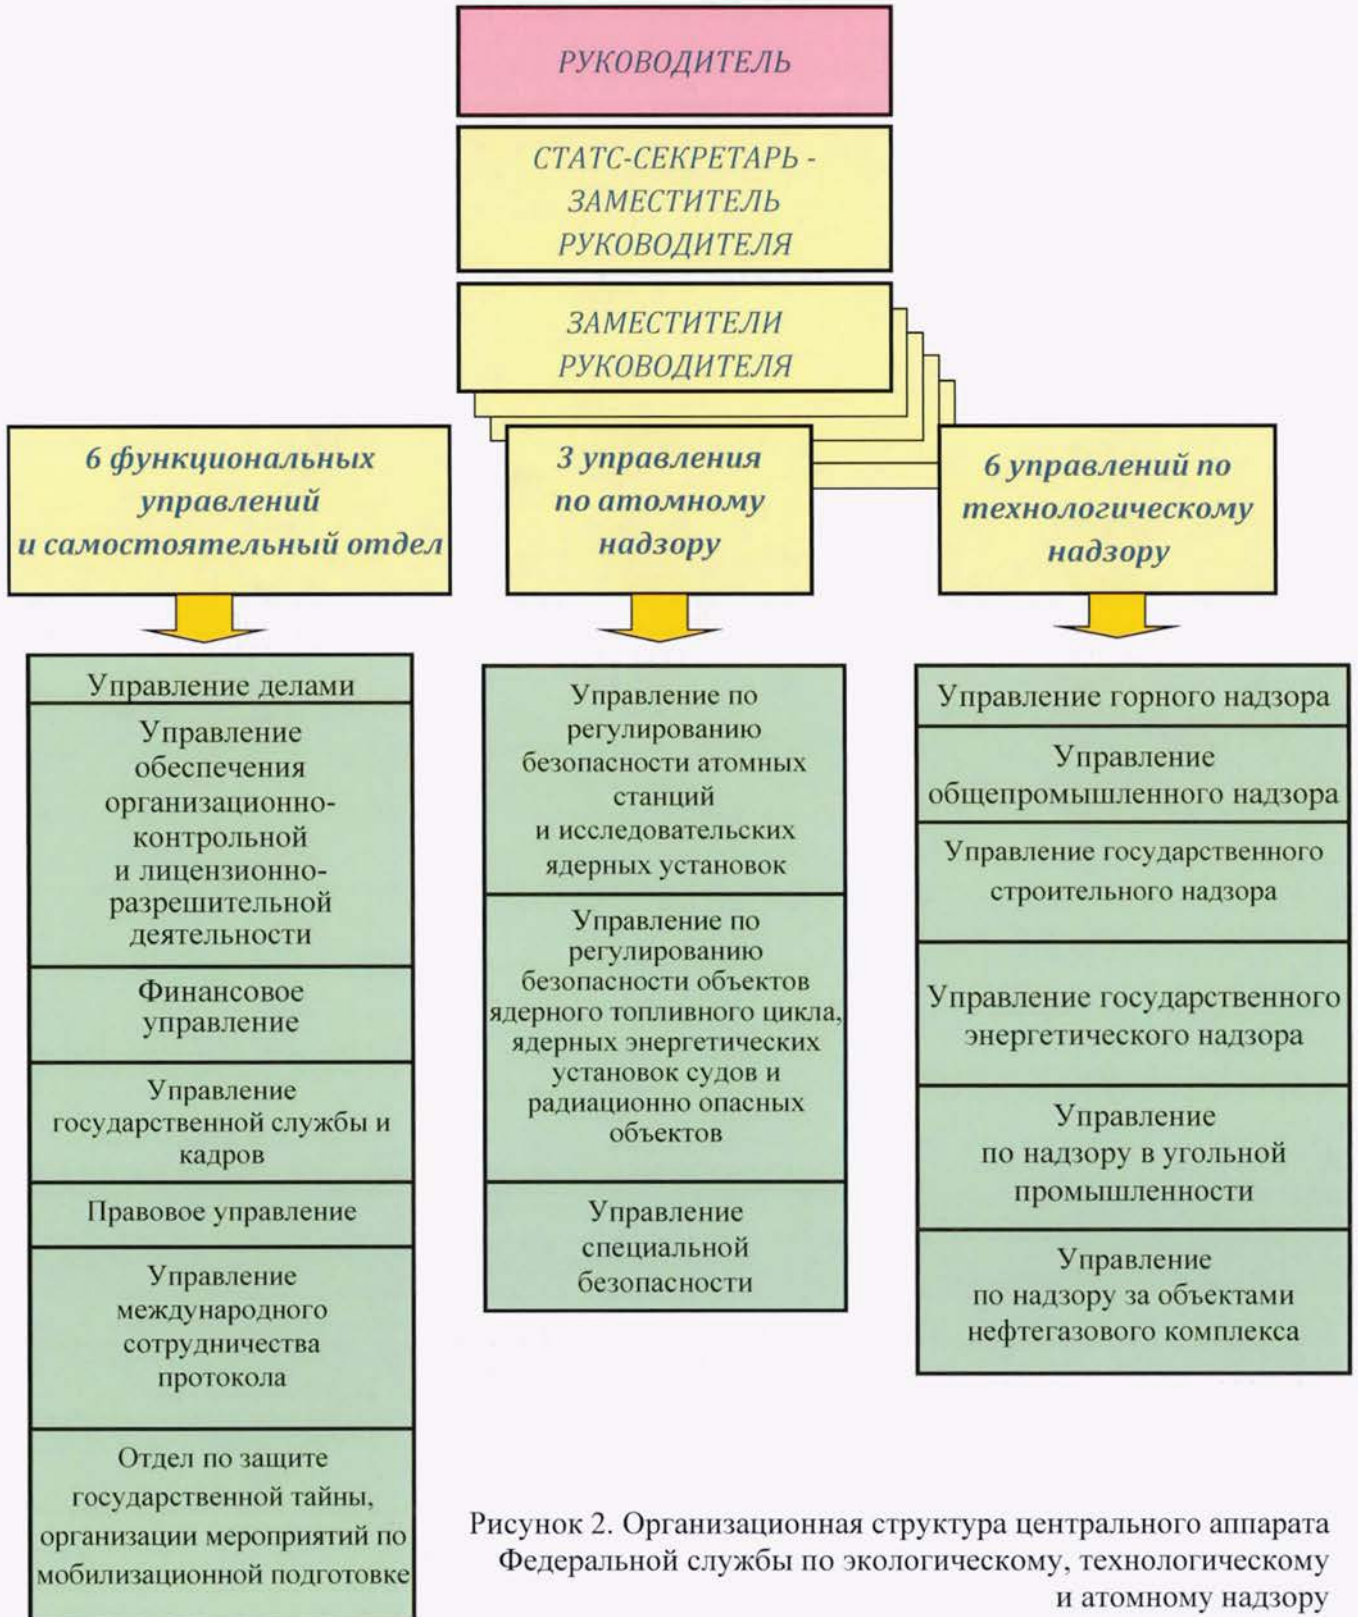 РУКОВОДИТЕЛЬ
СТАТС-СЕКРЕТАРЬ -
ЗАМЕСТИТЕЛЬ
РУКОВОДИТЕЛЯ
ЗАМЕСТИТЕЛИ
РУКОВОДИТЕЛЯ
6 функциональных
управлений
и самостоятельный отдел
Управление делами
Управление
обеспечения
организационно-
контрольной
и лицензионно-
разрешительной
деятельности
Финансовое
управление
Управление
государственной службы и
кадров
Правовое управление
Управление
международного
сотрудничества
протокола
Отдел по защите
государственной тайны,
организации мероприятий по
мобилизационной подготовке
3 управления
по атомному
надзору
Управление по
регулированию
безопасности атомных
станций
и исследовательских
ядерных установок
Управление по
регулированию
безопасности объектов
ядерного топливного цикла,
ядерных энергетических
установок судов и
радиационно опасных
объектов
Управление
специальной
безопасности
6 управлений по
технологическому
надзору
Управление горного надзора
Управление
общепромышленного надзора
Управление государственного
строительного надзора
Управление государственного
энергетического надзора
Управление
по надзору в угольной
промышленности
Управление
по надзору за объектами
нефтегазового комплекса
Рисунок 2. Организационная структура центрального аппарата
Федеральной службы по экологическому, технологическому
и атомному надзору